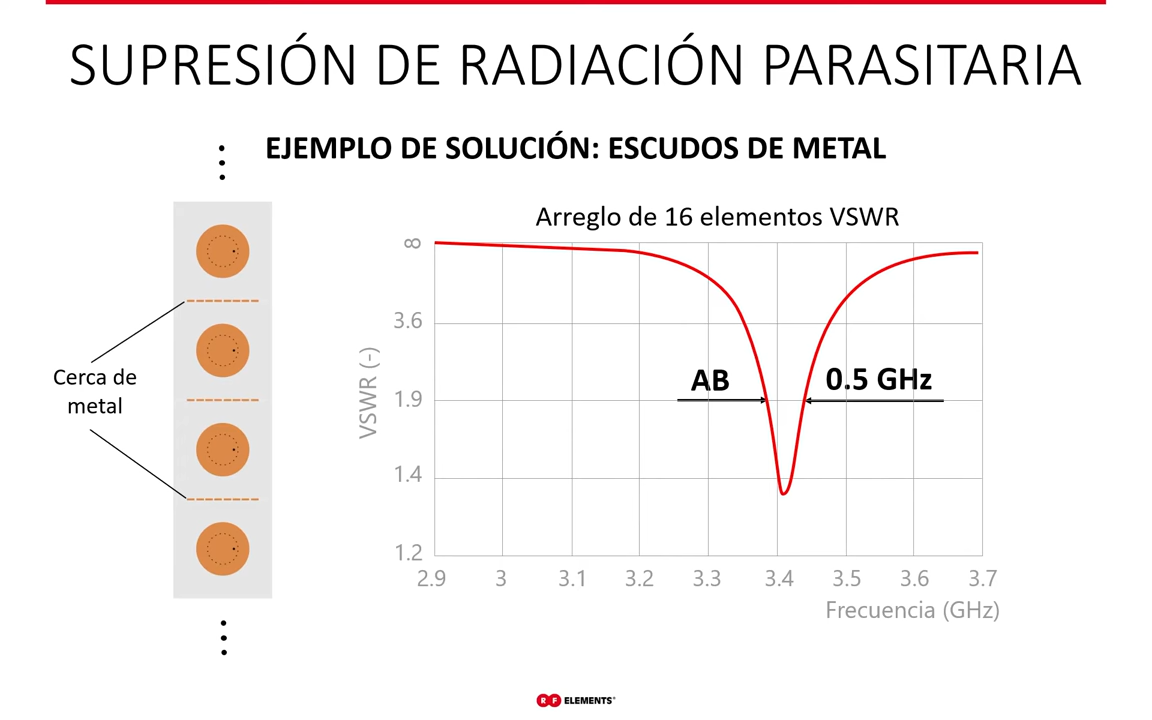 SUPRESIÓN DE RADIACIÓN PARASITARIA
EJEMPLO DE SOLUCIÓN: ESCUDOS DE METAL
Cerca de
metal
Arreglo de 16 elementos VSWR
∞
3.6
1.9
1.4
1.2
VSWR (-)
AB
0.5 GHz
2.9 3 3.1 3.2 3.3 3.4 3.5 3.6 3.7
Frecuencia (GHz)
RF ELEMENTS